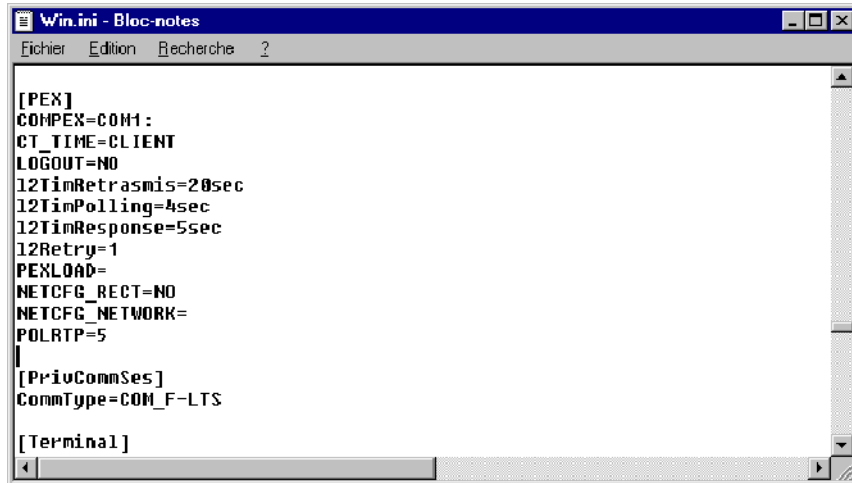 Win.ini - Bloc-notes
Fichier Edition Recherche ?
[PEX]
COMPEX=COM1:
CT_TIME=CLIENT
LOGOUT=NO
l2TimRetrasmis=20sec
l2TimPolling=4sec
l2TimResponse=5sec
l2Retry=1
PEXLOAD=
NETCFG_RECT=NO
NETCFG_NETWORK=
POLRTP=5
[PrivCommSes]
CommType=COM_F-LTS
[Terminal]